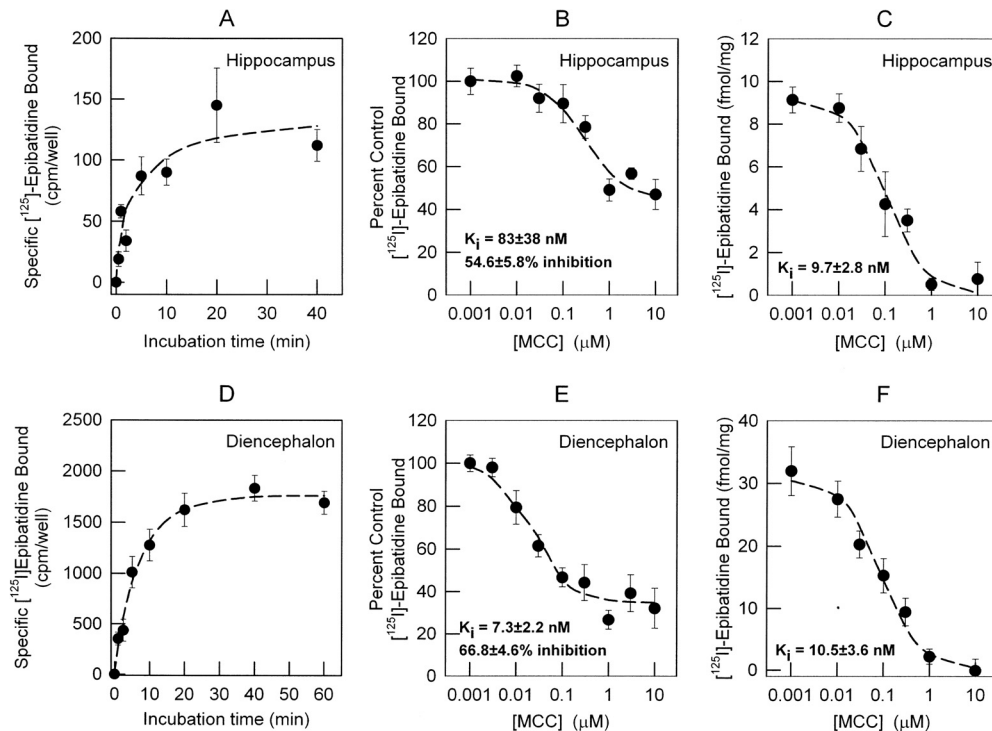 A
Specific [¹²⁵]-Epibatidine Bound
(cpm/well)
200
150
100
50
0
Hippocampus
0 10 20 30 40
Incubation time (min)
B
Percent Control
[¹²⁵I]-Epibatidine Bound
120
100
80
60
40
20
0
Hippocampus
Kᵢ = 83±38 nM
54.6±5.8% inhibition
0.001 0.01 0.1 1 10
[MCC] (μM)
C
[¹²⁵I]-Epibatidine Bound (fmol/mg)
12
10
8
6
4
2
0
Hippocampus
Kᵢ = 9.7±2.8 nM
0.001 0.01 0.1 1 10
[MCC] (μM)
D
Specific [¹²⁵I]Epibatidine Bound
(cpm/well)
2500
2000
1500
1000
500
0
Diencephalon
0 10 20 30 40 50 60
Incubation time (min)
E
Percent Control
[¹²⁵I]-Epibatidine Bound
120
100
80
60
40
20
0
Diencephalon
Kᵢ = 7.3±2.2 nM
66.8±4.6% inhibition
0.001 0.01 0.1 1 10
[MCC] (μM)
F
[¹²⁵I]-Epibatidine Bound (fmol/mg)
40
30
20
10
0
Diencephalon
Kᵢ = 10.5±3.6 nM
0.001 0.01 0.1 1 10
[MCC] (μM)